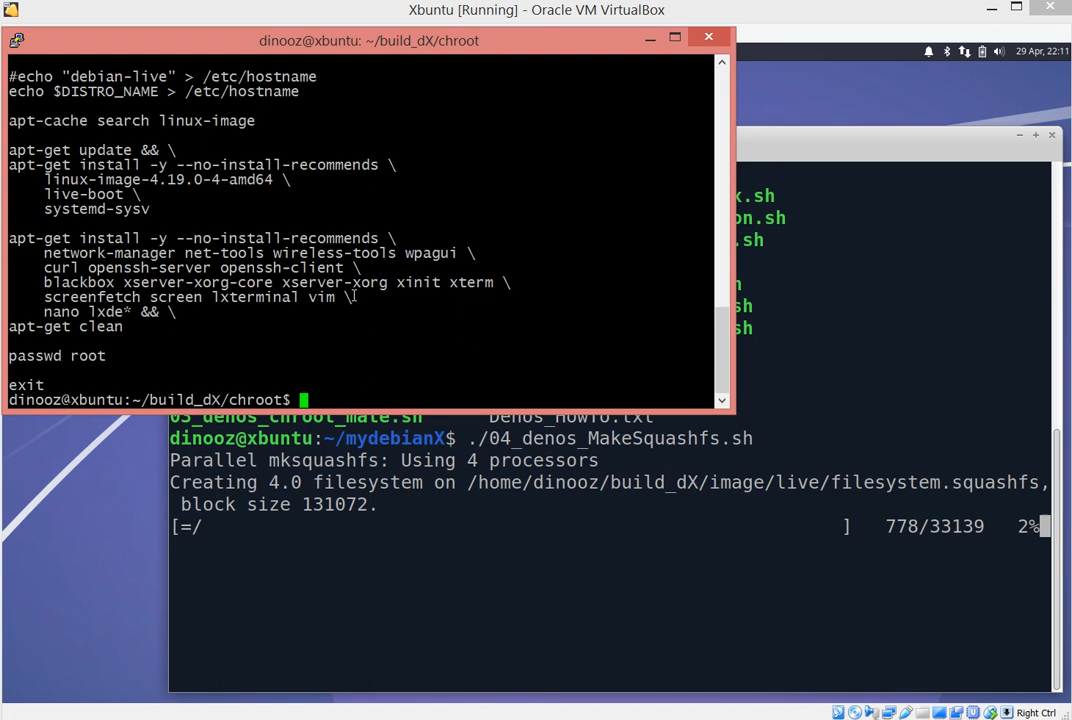 Xbuntu [Running] - Oracle VM VirtualBox
dinooz@xbuntu: ~/build_dX/chroot
29 Apr, 22:11
#echo "debian-live" > /etc/hostname
echo $DISTRO_NAME > /etc/hostname
apt-cache search linux-image
apt-get update && \
apt-get install -y --no-install-recommends \
linux-image-4.19.0-4-amd64 \
live-boot \
systemd-sysv
apt-get install -y --no-install-recommends \
network-manager net-tools wireless-tools wpagui \
curl openssh-server openssh-client \
blackbox xserver-xorg-core xserver-xorg xinit xterm \
screenfetch screen lxterminal vim \
nano lxde* && \
apt-get clean
passwd root
exit
dinooz@xbuntu:~/build_dX/chroot$
x.sh
on.sh
.sh
sh
sh
03_denos_chroot_mate.sh Denos_HowTo.txt
dinooz@xbuntu:~/mydebianX$ ./04_denos_MakeSquashfs.sh
Parallel mksquashfs: Using 4 processors
Creating 4.0 filesystem on /home/dinooz/build_dX/image/live/filesystem.squashfs,
block size 131072.
[=/ ] 778/33139 2%
Right Ctrl